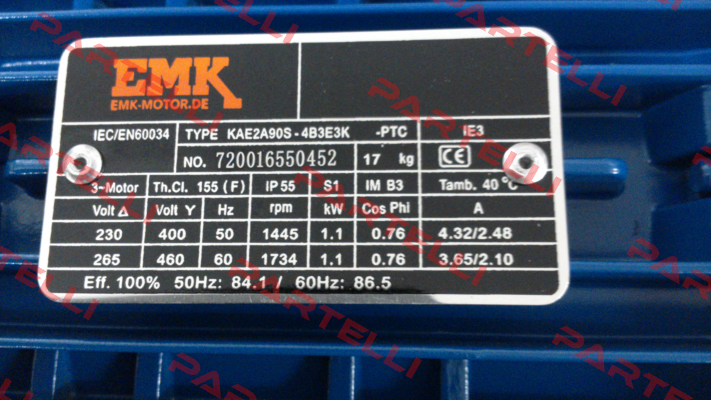 EMK
EMK-MOTOR.DE
IEC/EN60034 TYPE KAE2A90S - 4B3E3K -PTC IE3
NO. 720016550452 17 kg CE
3-Motor Th.Cl. 155 (F) IP 55 S1 IM B3 Tamb. 40 °C
Volt Δ Volt Y Hz rpm kW Cos Phi A
230 400 50 1445 1.1 0.76 4.32/2.48
265 460 60 1734 1.1 0.76 3.65/2.10
Eff. 100% 50Hz: 84.1 / 60Hz: 86.5
PARTELLI
PARTELLI
PARTELLI
PARTELLI
PARTELLI
PARTELLI